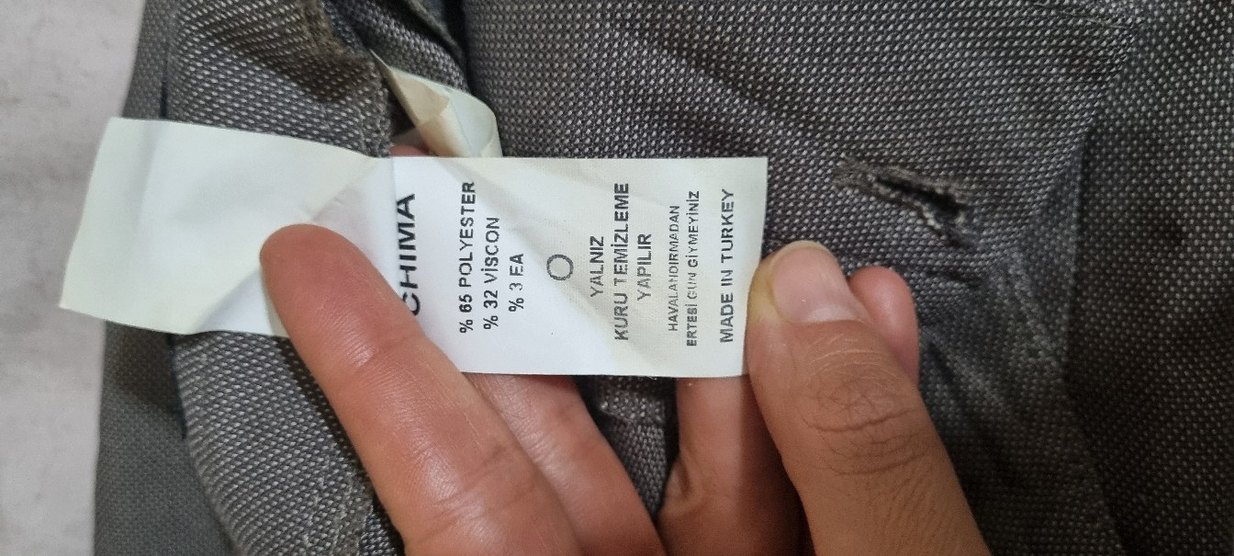 CHIMA
% 65 POLYESTER
% 32 VİSCON
% 3 EA
YALNIZ
KURU TEMİZLEME
YAPILIR
HAVALANDIRMADAN
ERTESİ GÜN GİYMEYİNİZ
MADE IN TURKEY